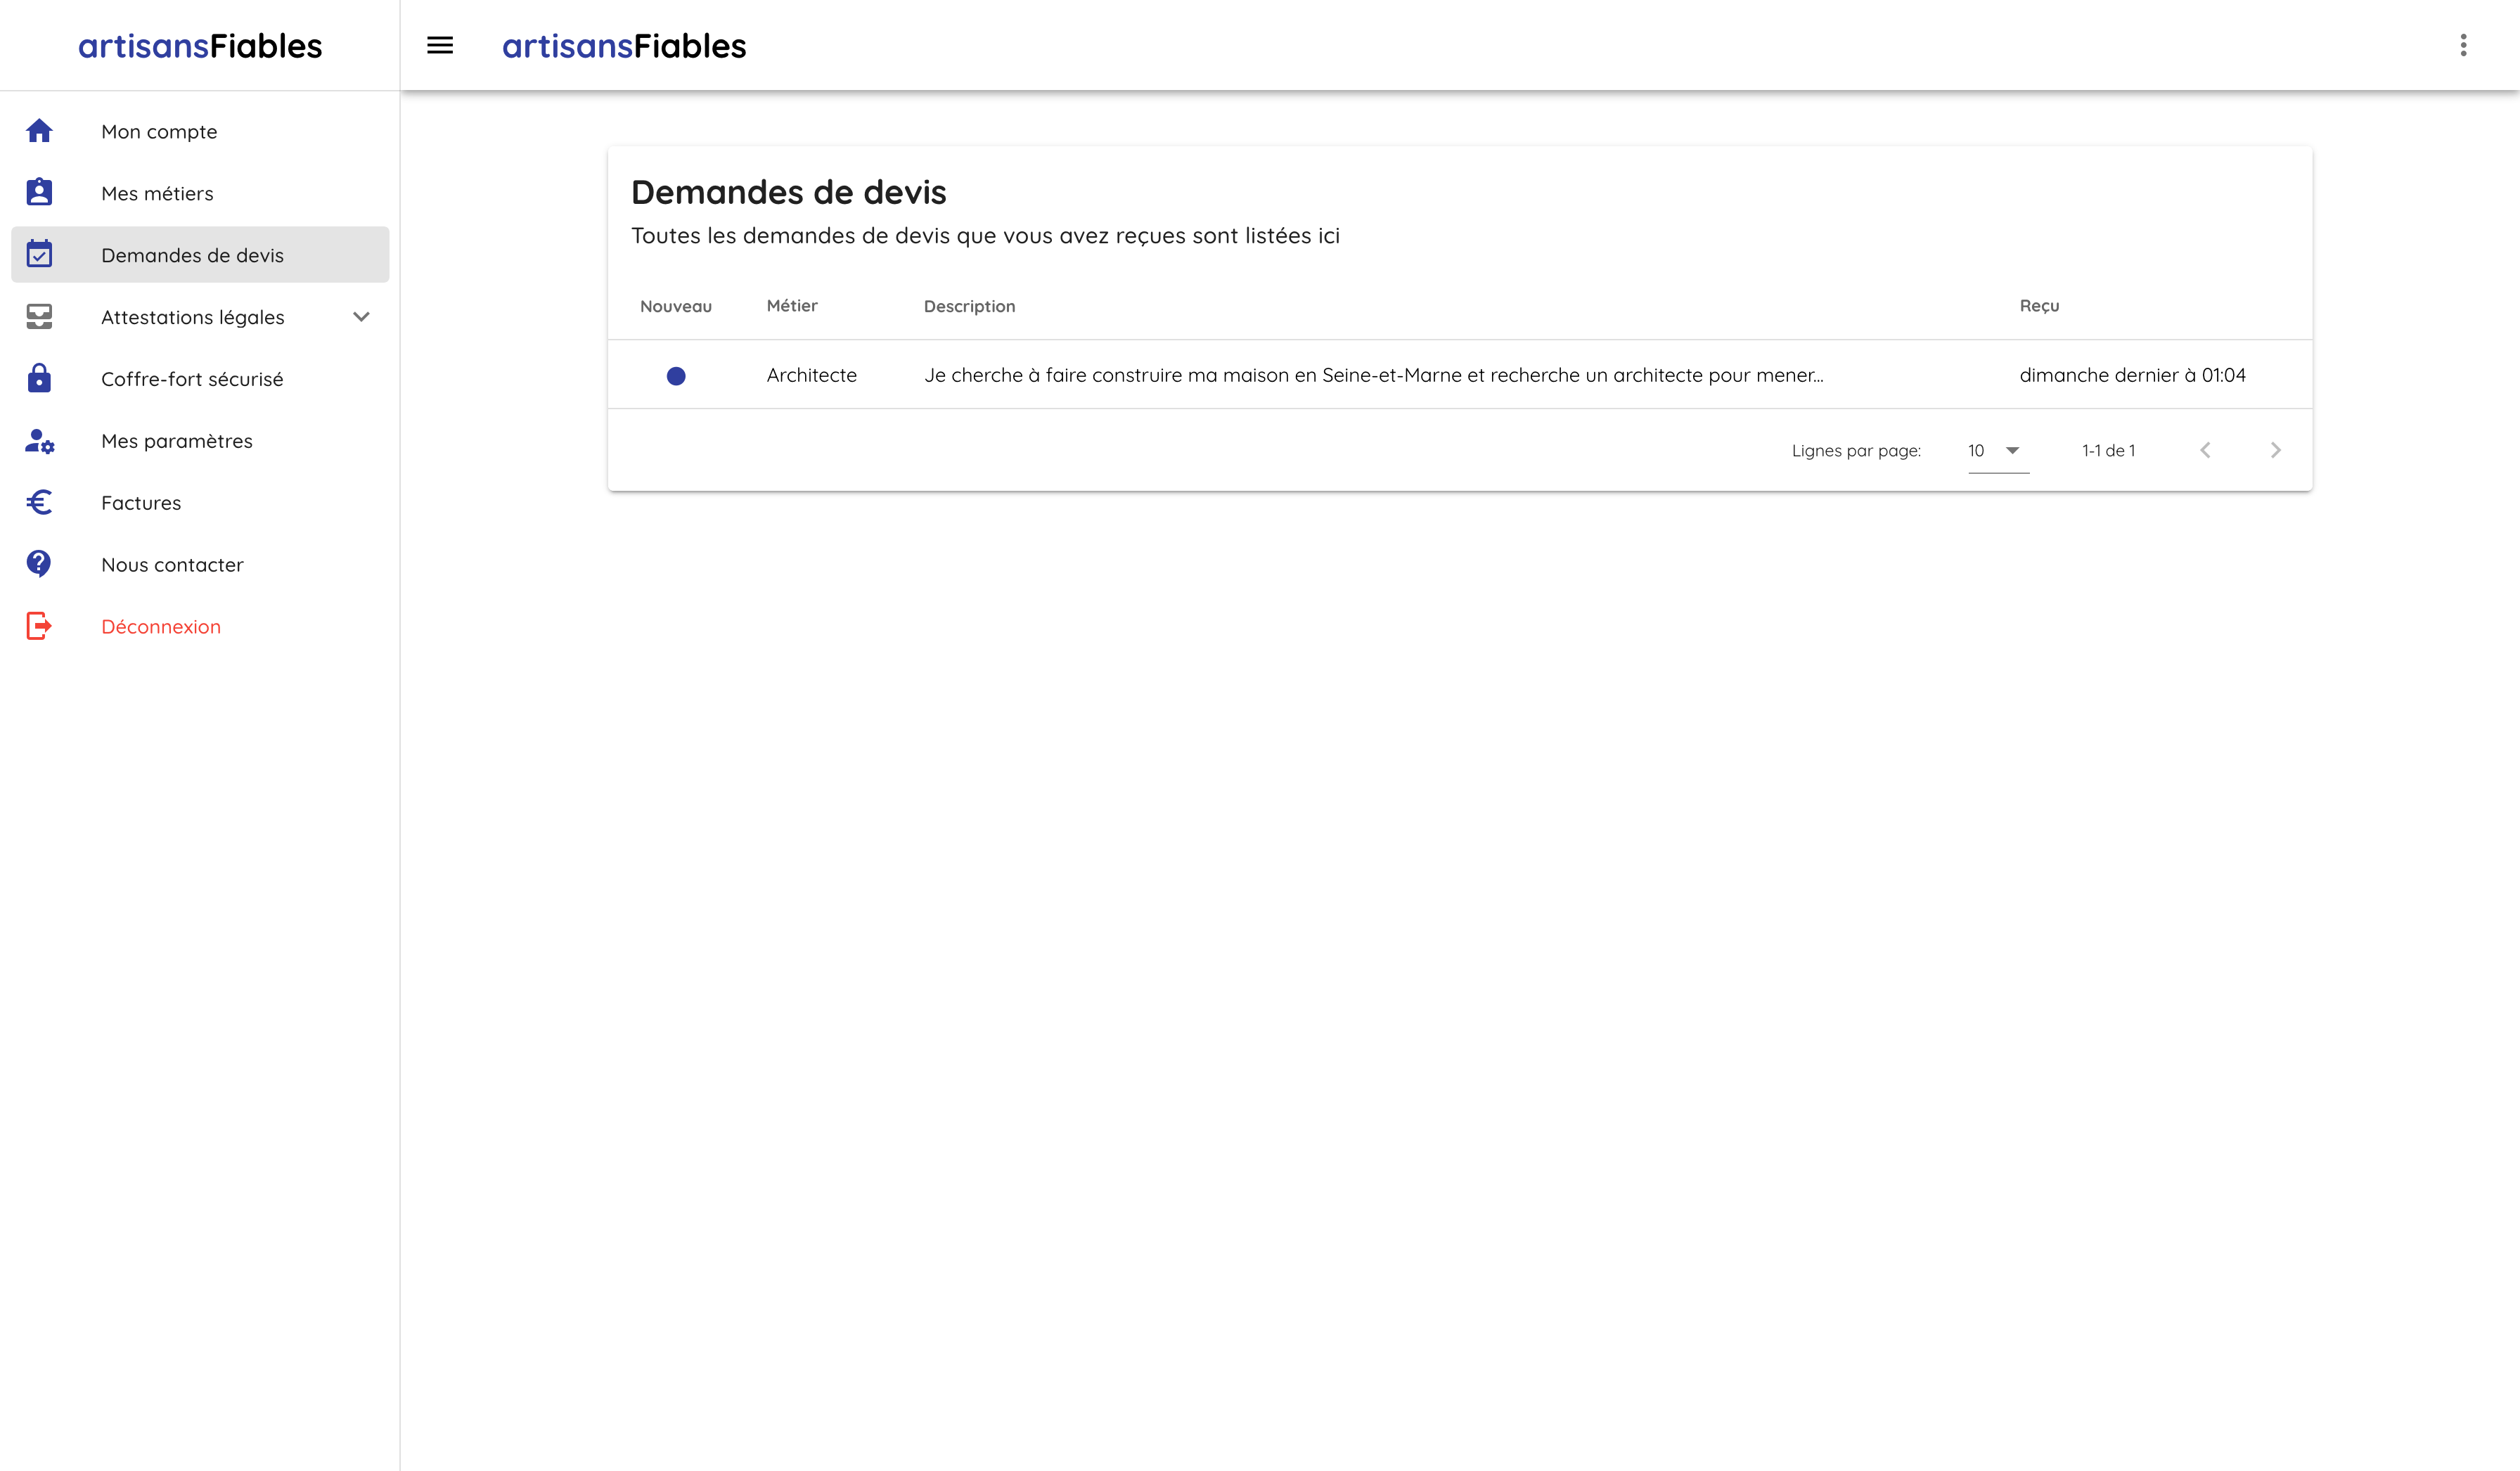 artisansFiables
artisansFiables
Mon compte
Mes métiers
Demandes de devis
Attestations légales
Coffre-fort sécurisé
Mes paramètres
Factures
Nous contacter
Déconnexion
Demandes de devis
Toutes les demandes de devis que vous avez reçues sont listées ici
Nouveau Métier Description Reçu
Architecte Je cherche à faire construire ma maison en Seine-et-Marne et recherche un architecte pour mener... dimanche dernier à 01:04
Lignes par page: 10 1-1 de 1